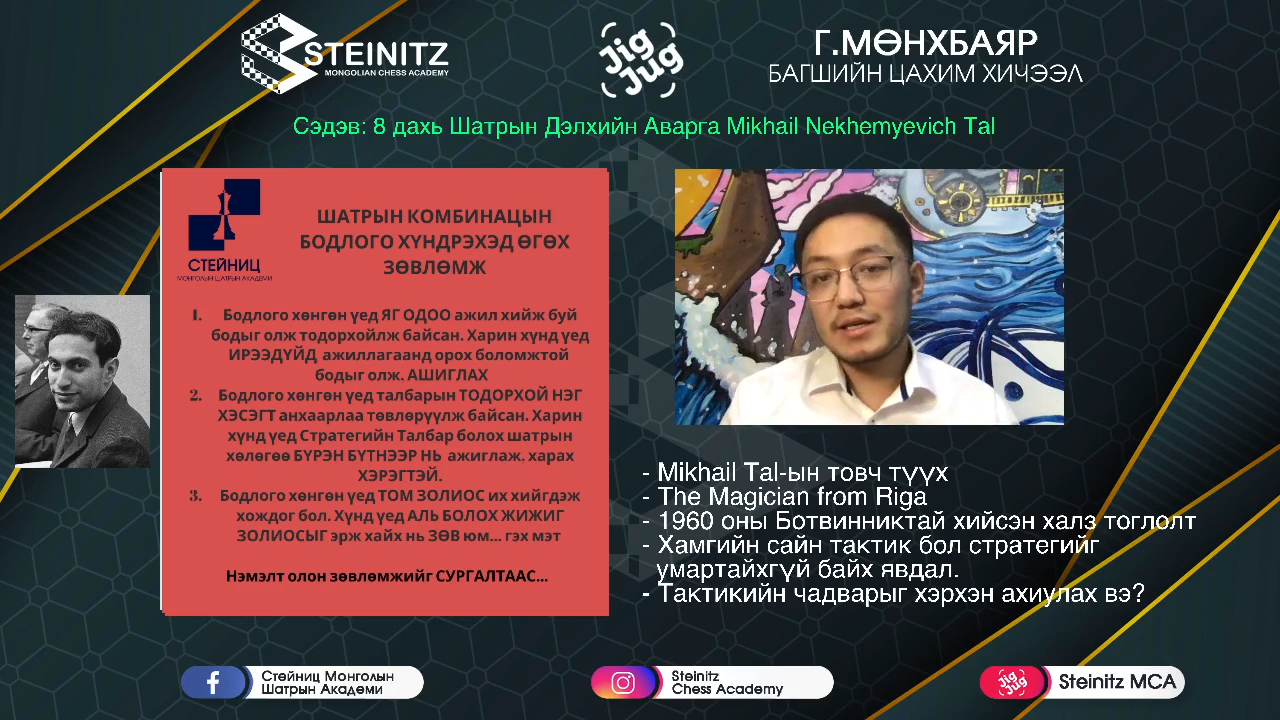 STEINITZ
MONGOLIAN CHESS ACADEMY
Jig
Jug
Г.МӨНХБАЯР
БАГШИЙН ЦАХИМ ХИЧЭЭЛ
Сэдэв: 8 дахь Шатрын Дэлхийн Аварга Mikhail Nekhemyevich Tal
СТЕЙНИЦ
МОНГОЛЫН ШАТРЫН АКАДЕМИ
ШАТРЫН КОМБИНАЦЫН
БОДЛОГО ХҮНДРЭХЭД ӨГӨХ
ЗӨВЛӨМЖ
1. Бодлого хөнгөн үед ЯГ ОДОО ажил хийж буй
бодыг олж тодорхойлж байсан. Харин хүнд үед
ИРЭЭДҮЙД ажиллагаанд орох боломжтой
бодыг олж. АШИГЛАХ
2. Бодлого хөнгөн үед талбарын ТОДОРХОЙ НЭГ
ХЭСЭГТ анхаарлаа төвлөрүүлж байсан. Харин
хүнд үед Стратегийн Талбар болох шатрын
хөлөгөө БҮРЭН БҮТНЭЭР НЬ ажиглаж. харах
ХЭРЭГТЭЙ.
3. Бодлого хөнгөн үед ТОМ ЗОЛИОС их хийгдэж
хождог бол. Хүнд үед АЛЬ БОЛОХ ЖИЖИГ
ЗОЛИОСЫГ эрж хайх нь ЗӨВ юм... гэх мэт
Нэмэлт олон зөвлөмжийг СУРГАЛТААС...
- Mikhail Tal-ын товч түүх
- The Magician from Riga
- 1960 оны Ботвинниктай хийсэн халз тоглолт
- Хамгийн сайн тактик бол стратегийг
умартайхгүй байх явдал.
- Тактикийн чадварыг хэрхэн ахиулах вэ?
Стейниц Монголын
Шатрын Академи
Steinitz
Chess Academy
Jig
Jug
Steinitz MCA